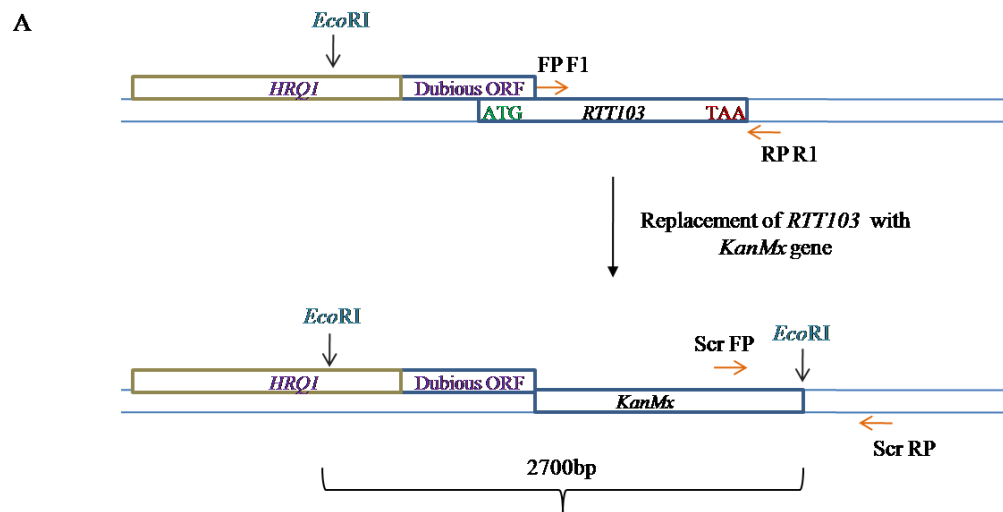 A
EcoRI
FP F1
HRQ1 Dubious ORF
ATG RTT103 TAA
RP R1
Replacement of RTT103 with
KanMx gene
EcoRI
EcoRI
Scr FP
HRQ1 Dubious ORF
KanMx
Scr RP
2700bp